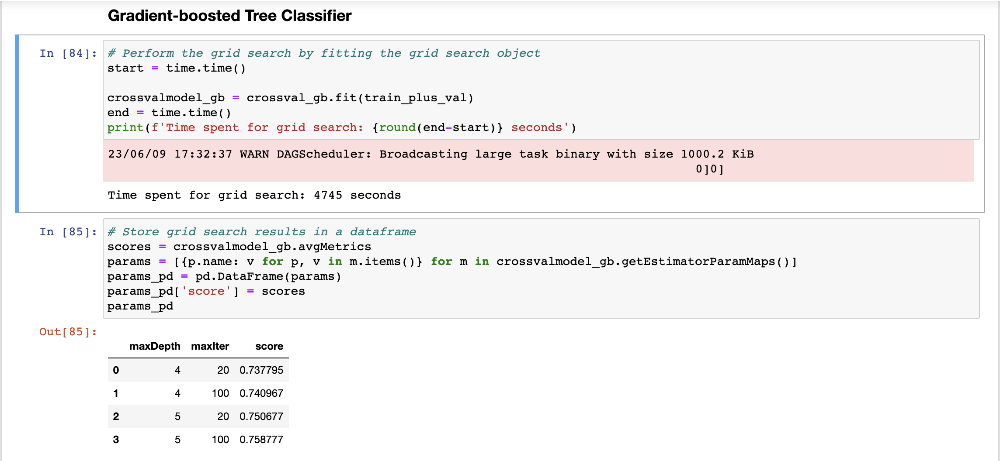 Gradient-boosted Tree Classifier
In [84]:
# Perform the grid search by fitting the grid search object
start = time.time()
crossvalmodel_gb = crossval_gb.fit(train_plus_val)
end = time.time()
print(f'Time spent for grid search: {round(end-start)} seconds')
23/06/09 17:32:37 WARN DAGScheduler: Broadcasting large task binary with size 1000.2 KiB
0]0]
Time spent for grid search: 4745 seconds
In [85]:
# Store grid search results in a dataframe
scores = crossvalmodel_gb.avgMetrics
params = [{p.name: v for p, v in m.items()} for m in crossvalmodel_gb.getEstimatorParamMaps()]
params_pd = pd.DataFrame(params)
params_pd['score'] = scores
params_pd
Out[85]:
maxDepth maxIter score
0 4 20 0.737795
1 4 100 0.740967
2 5 20 0.750677
3 5 100 0.758777